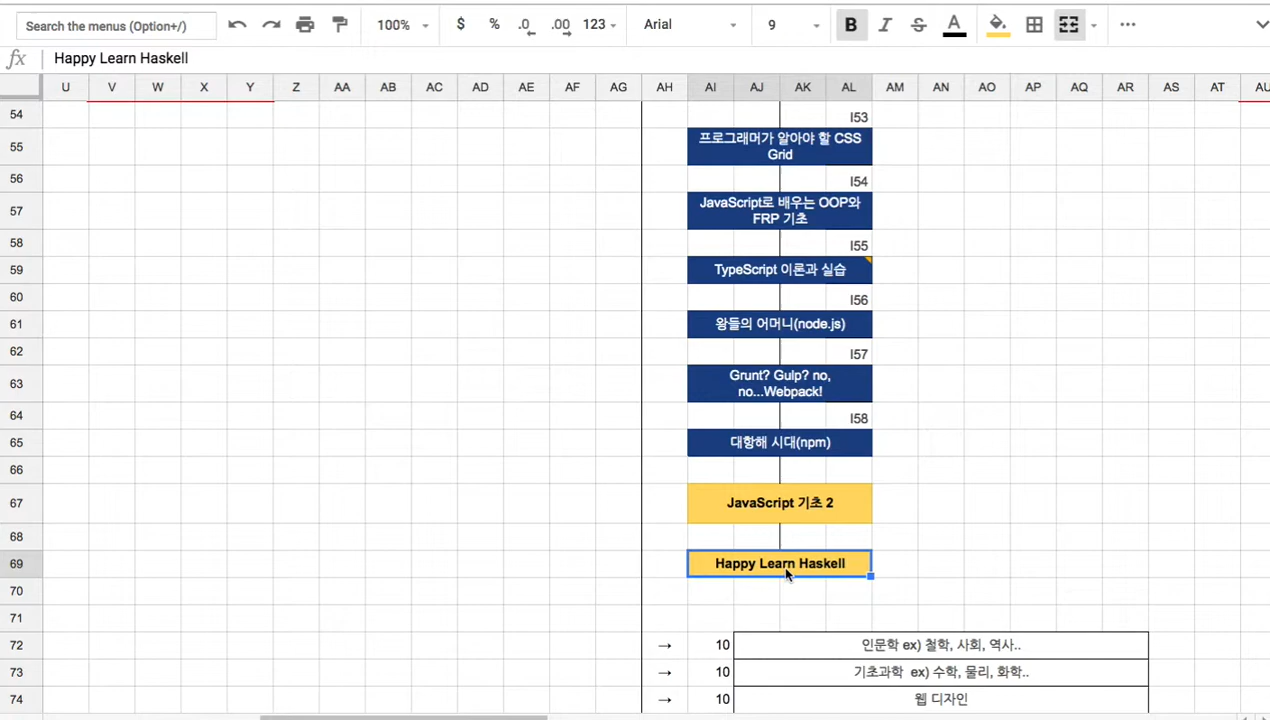 Search the menus (Option+/)
100%
$ % .0 .00 123
Arial
9
B I S A
fx Happy Learn Haskell
U V W X Y Z AA AB AC AD AE AF AG AH AI AJ AK AL AM AN AO AP AQ AR AS AT AU
54 I53
55 프로그래머가 알아야 할 CSS
Grid
56 I54
57 JavaScript로 배우는 OOP와
FRP 기초
58 I55
59 TypeScript 이론과 실습
60 I56
61 왕들의 어머니(node.js)
62 I57
63 Grunt? Gulp? no,
no...Webpack!
64 I58
65 대항해 시대(npm)
66
67 JavaScript 기초 2
68
69 Happy Learn Haskell
70
71
72 → 10 인문학 ex) 철학, 사회, 역사..
73 → 10 기초과학 ex) 수학, 물리, 화학..
74 → 10 웹 디자인